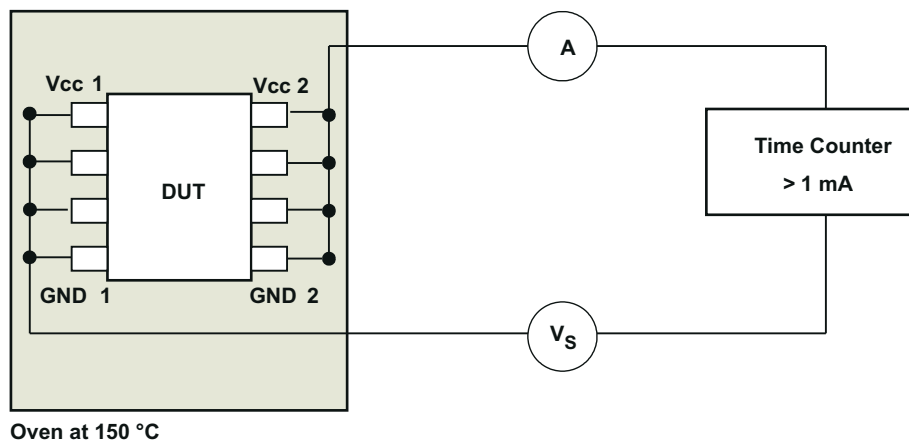 A
Vcc 1
Vcc 2
Time Counter
> 1 mA
DUT
GND 1
GND 2
VS
Oven at 150 °C